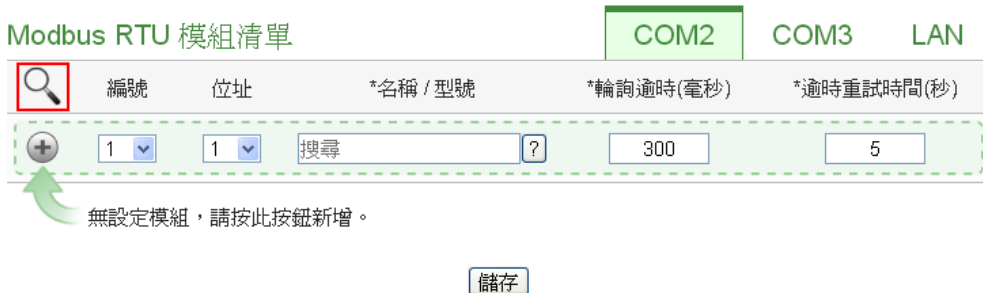 Modbus RTU 模組清單 COM2 COM3 LAN
編號 位址 *名稱 / 型號 *輪詢逾時(毫秒) *逾時重試時間(秒)
1 1 搜尋 ? 300 5
無設定模組，請按此按鈕新增。
儲存